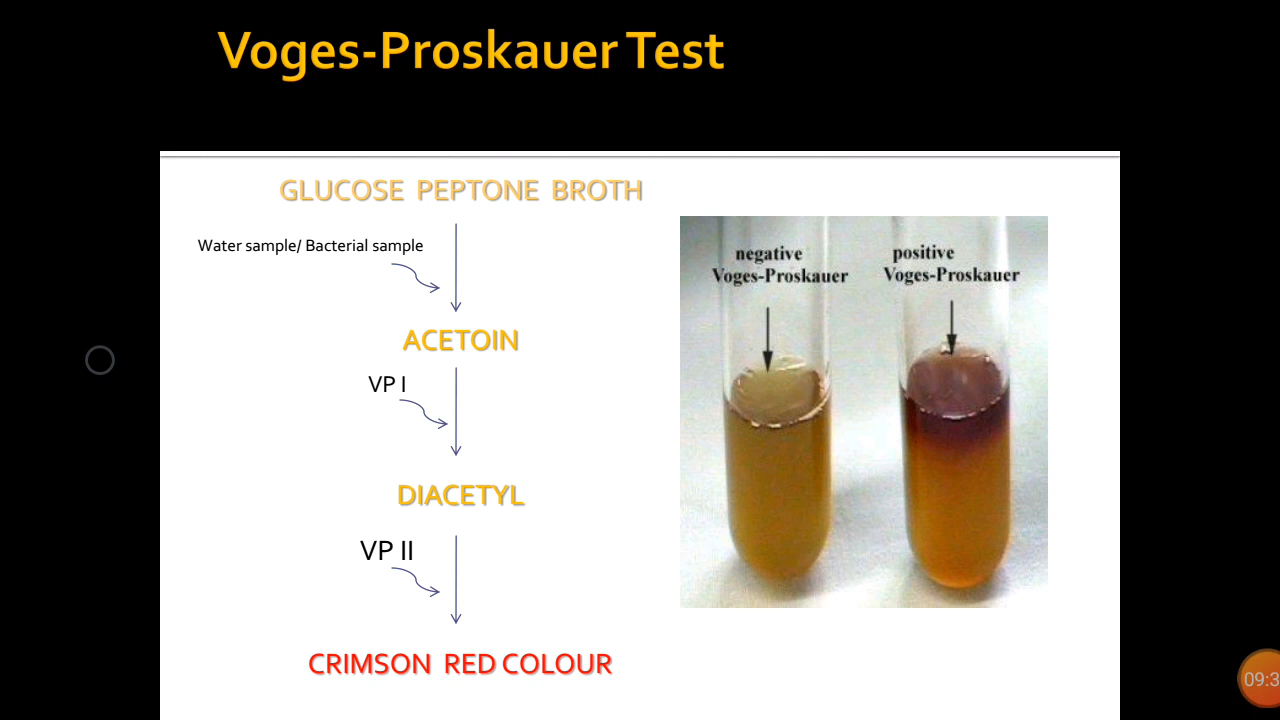 Voges-Proskauer Test
GLUCOSE PEPTONE BROTH
Water sample/ Bacterial sample
ACETOIN
VP I
DIACETYL
VP II
CRIMSON RED COLOUR
negative
Voges-Proskauer
positive
Voges-Proskauer